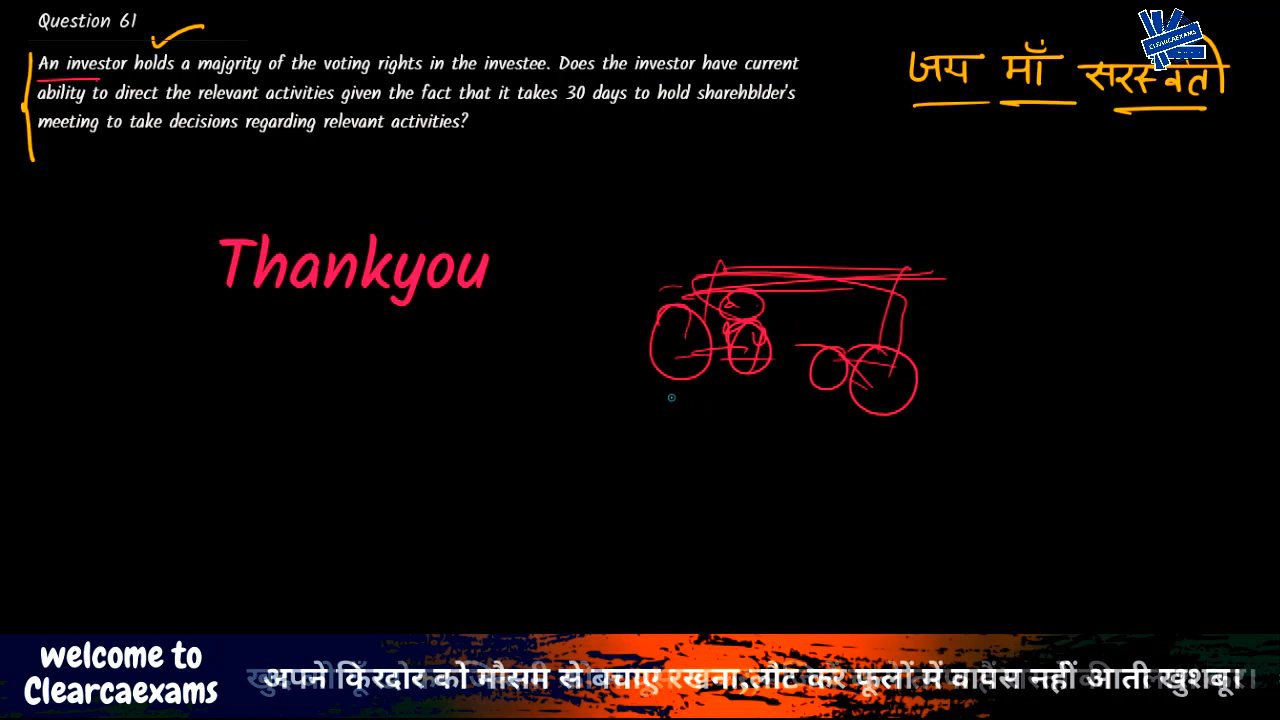 Question 61
An investor holds a majgrity of the voting rights in the investee. Does the investor have current
ability to direct the relevant activities given the fact that it takes 30 days to hold sharehblder's
meeting to take decisions regarding relevant activities?
जय माँ सरस्वती
CLEARCAEXAMS
Thankyou
welcome to
Clearcaexams
अपने किरदार को मौसम से बचाए रखना,लौट कर फूलों में वापस नहीं आती खुशबू।